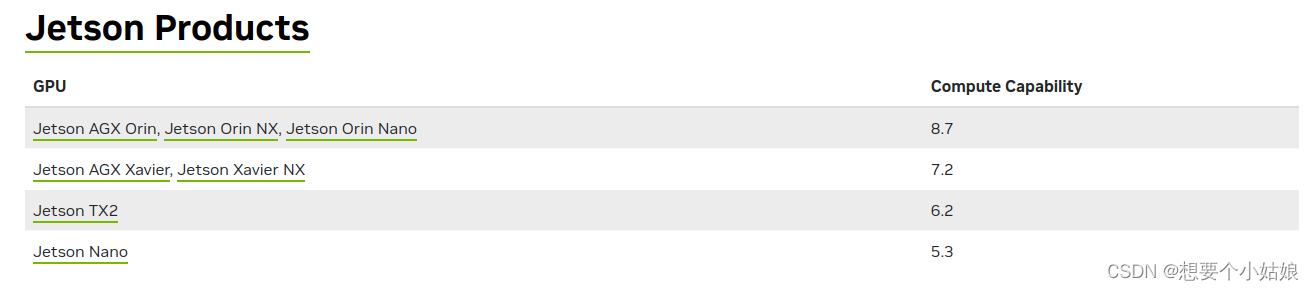 Jetson Products
GPU Compute Capability
Jetson AGX Orin, Jetson Orin NX, Jetson Orin Nano 8.7
Jetson AGX Xavier, Jetson Xavier NX 7.2
Jetson TX2 6.2
Jetson Nano 5.3
CSDN @想要个小姑娘